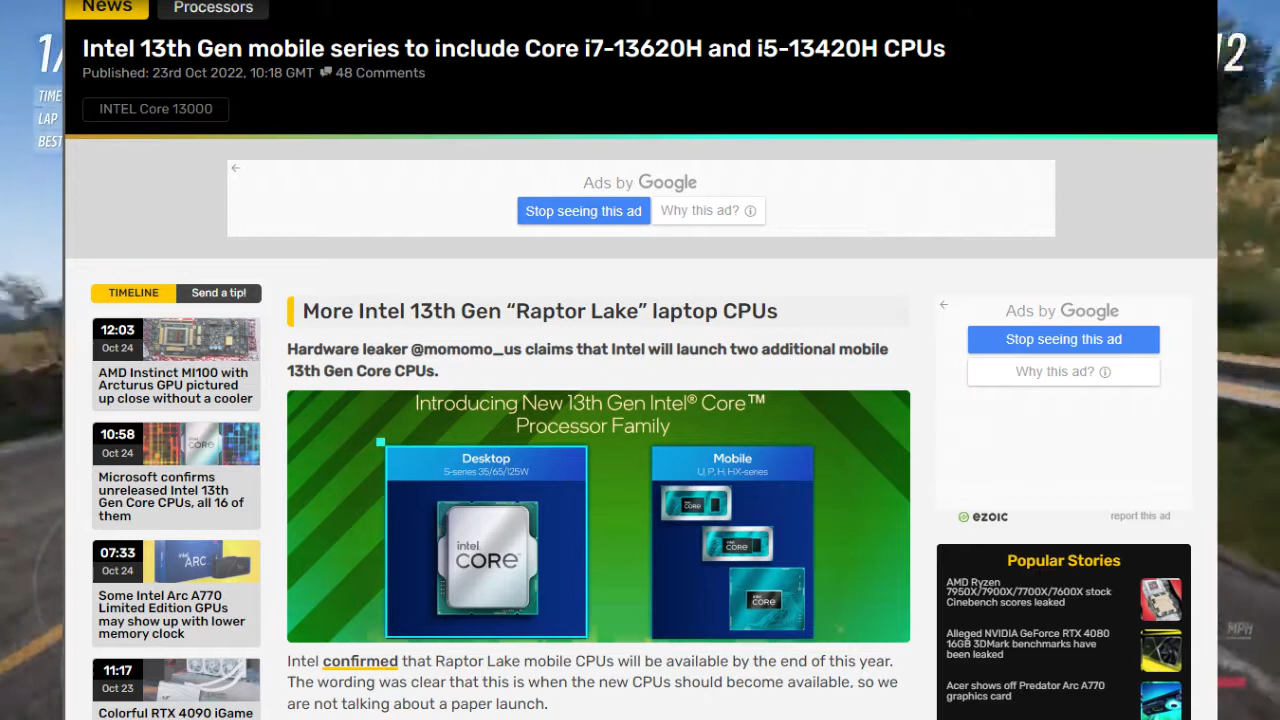 News
Processors
Intel 13th Gen mobile series to include Core i7-13620H and i5-13420H CPUs
Published: 23rd Oct 2022, 10:18 GMT 48 Comments
INTEL Core 13000
1/
TIME
LAP
BEST
/2
Ads by Google
Stop seeing this ad
Why this ad?
TIMELINE
Send a tip!
12:03
Oct 24
AMD Instinct MI100 with
Arcturus GPU pictured
up close without a cooler
10:58
Oct 24
CORE
Microsoft confirms
unreleased Intel 13th
Gen Core CPUs, all 16 of
them
07:33
Oct 24
intel
ARC
Some Intel Arc A770
Limited Edition GPUs
may show up with lower
memory clock
11:17
Oct 23
Colorful RTX 4090 iGame
More Intel 13th Gen “Raptor Lake” laptop CPUs
Hardware leaker @momomo_us claims that Intel will launch two additional mobile
13th Gen Core CPUs.
Introducing New 13th Gen Intel® Core™
Processor Family
Desktop
S-series 35/65/125W
intel
CORE
Mobile
U, P, H, HX-series
CORE
CORE
CORE
Intel confirmed that Raptor Lake mobile CPUs will be available by the end of this year.
The wording was clear that this is when the new CPUs should become available, so we
are not talking about a paper launch.
Ads by Google
Stop seeing this ad
Why this ad?
ezoic
report this ad
Popular Stories
AMD Ryzen
7950X/7900X/7700X/7600X stock
Cinebench scores leaked
Alleged NVIDIA GeForce RTX 4080
16GB 3DMark benchmarks have
been leaked
Acer shows off Predator Arc A770
graphics card
MPH